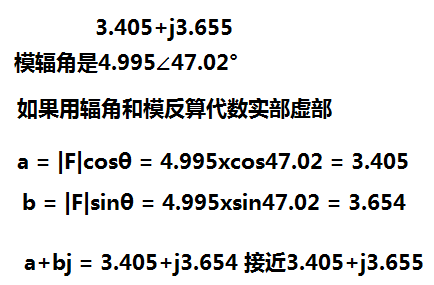 3.405+j3.655
模辐角是4.995∠47.02°
如果用辐角和模反算代数实部虚部
a = |F|cosθ = 4.995xcos47.02 = 3.405
b = |F|sinθ = 4.995xsin47.02 = 3.654
a+bj = 3.405+j3.654 接近3.405+j3.655